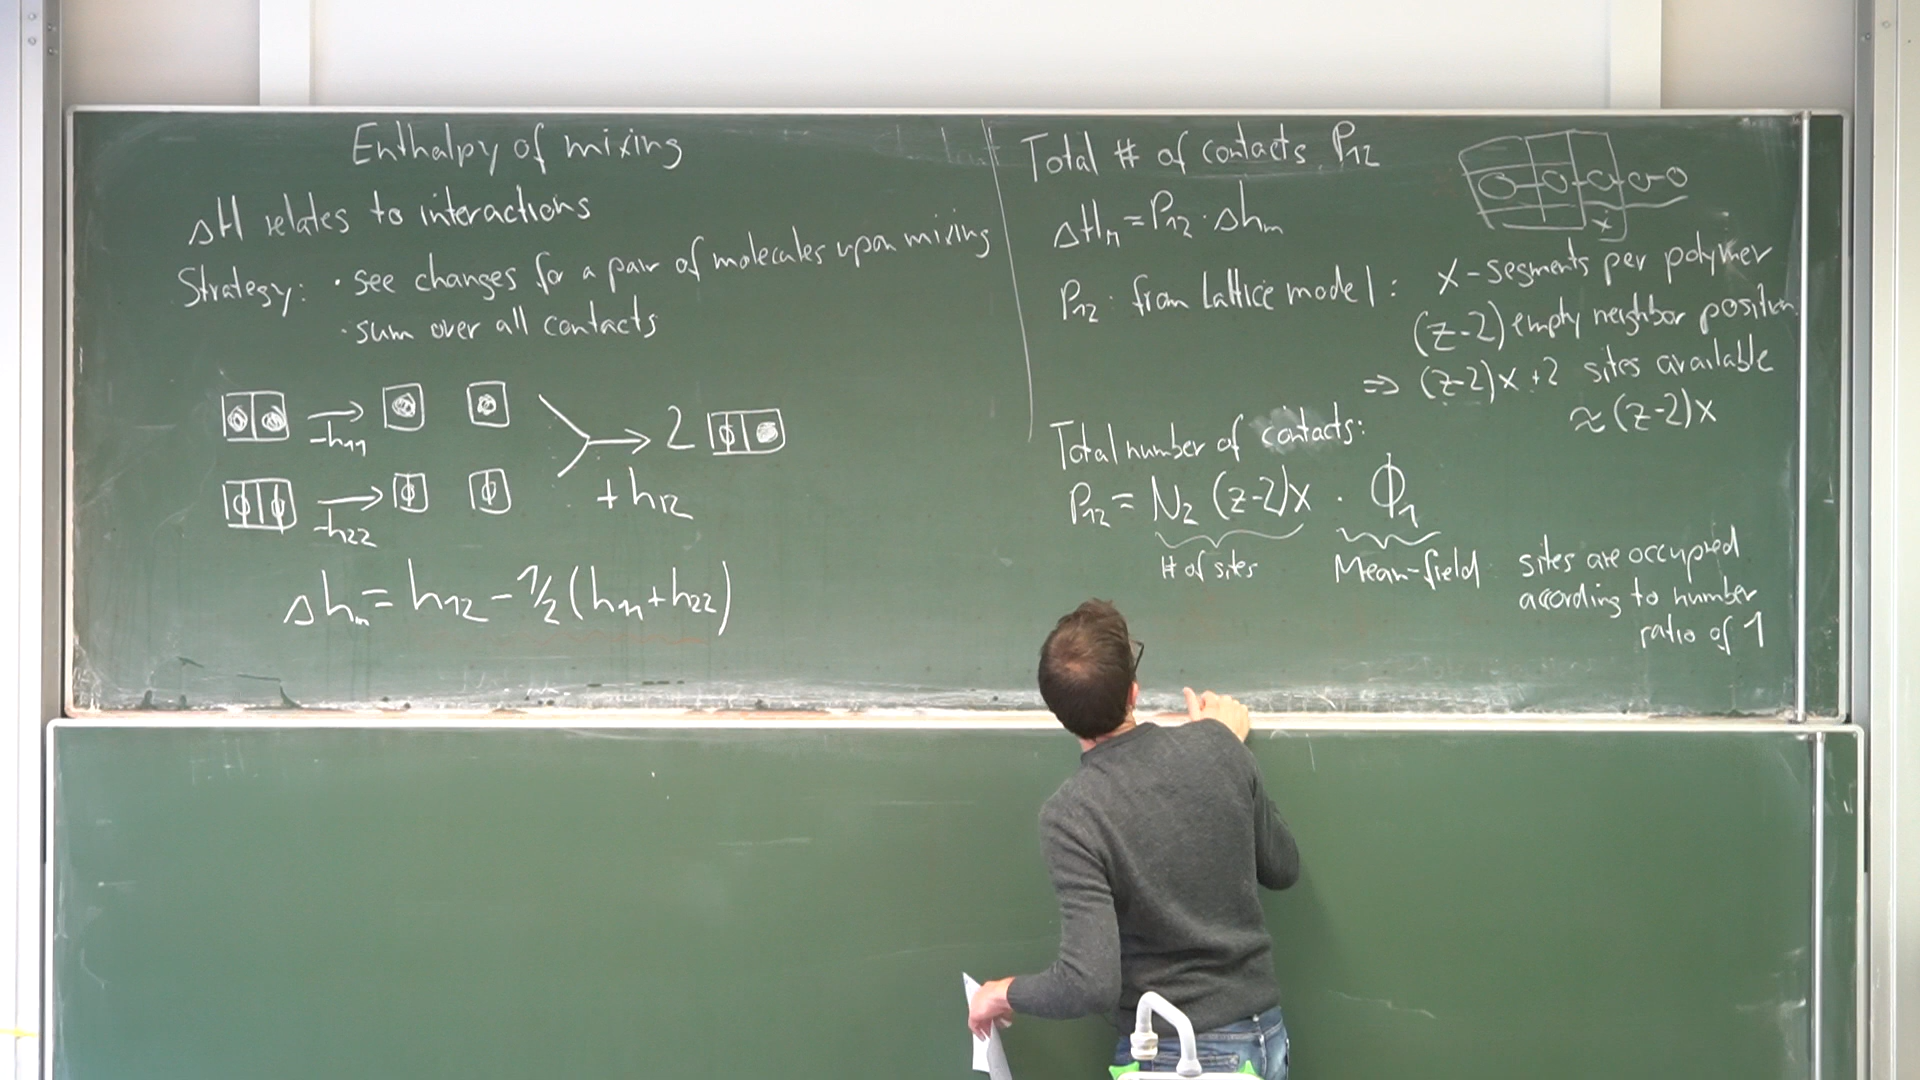 Enthalpy of mixing
ΔH relates to interactions
Strategy: · see changes for a pair of molecules upon mixing
· sum over all contacts
-h11
2
-h22
+h12
Δhm = h12 - 1/2 (h11 + h22)
Total # of contacts P12
ΔHM = P12 · Δhm
P12: from Lattice model: x - segments per polymer
(z-2) empty neighbor position
⇒ (z-2)x + 2 sites available
≈ (z-2)x
Total number of contacts:
P12 = N2 (z-2)x · Φ1
# of sites
Mean-field
sites are occupied
according to number
ratio of 1